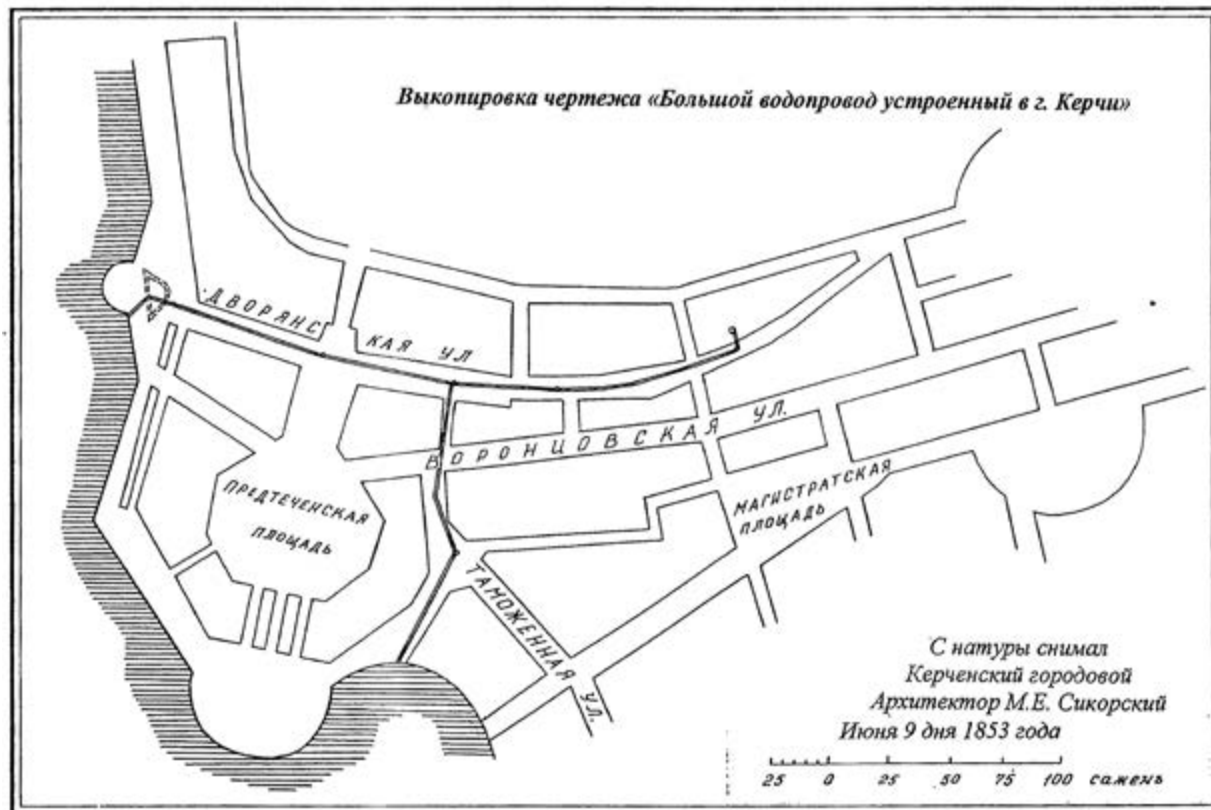 Выкопировка чертежа «Большой водопровод устроенный в г. Керчи»
ДВОРЯНС
КАЯ УЛ
ВОРОНЦОВСКАЯ УЛ.
ПРЕДТЕЧЕНСКАЯ
ПЛОЩАДЬ
МАГИСТРАТСКАЯ
ПЛОЩАДЬ
ТАМОЖЕННАЯ УЛ.
С натуры снимал
Керченский городовой
Архитектор М.Е. Сикорский
Июня 9 дня 1853 года
25 0 25 50 75 100 сажень